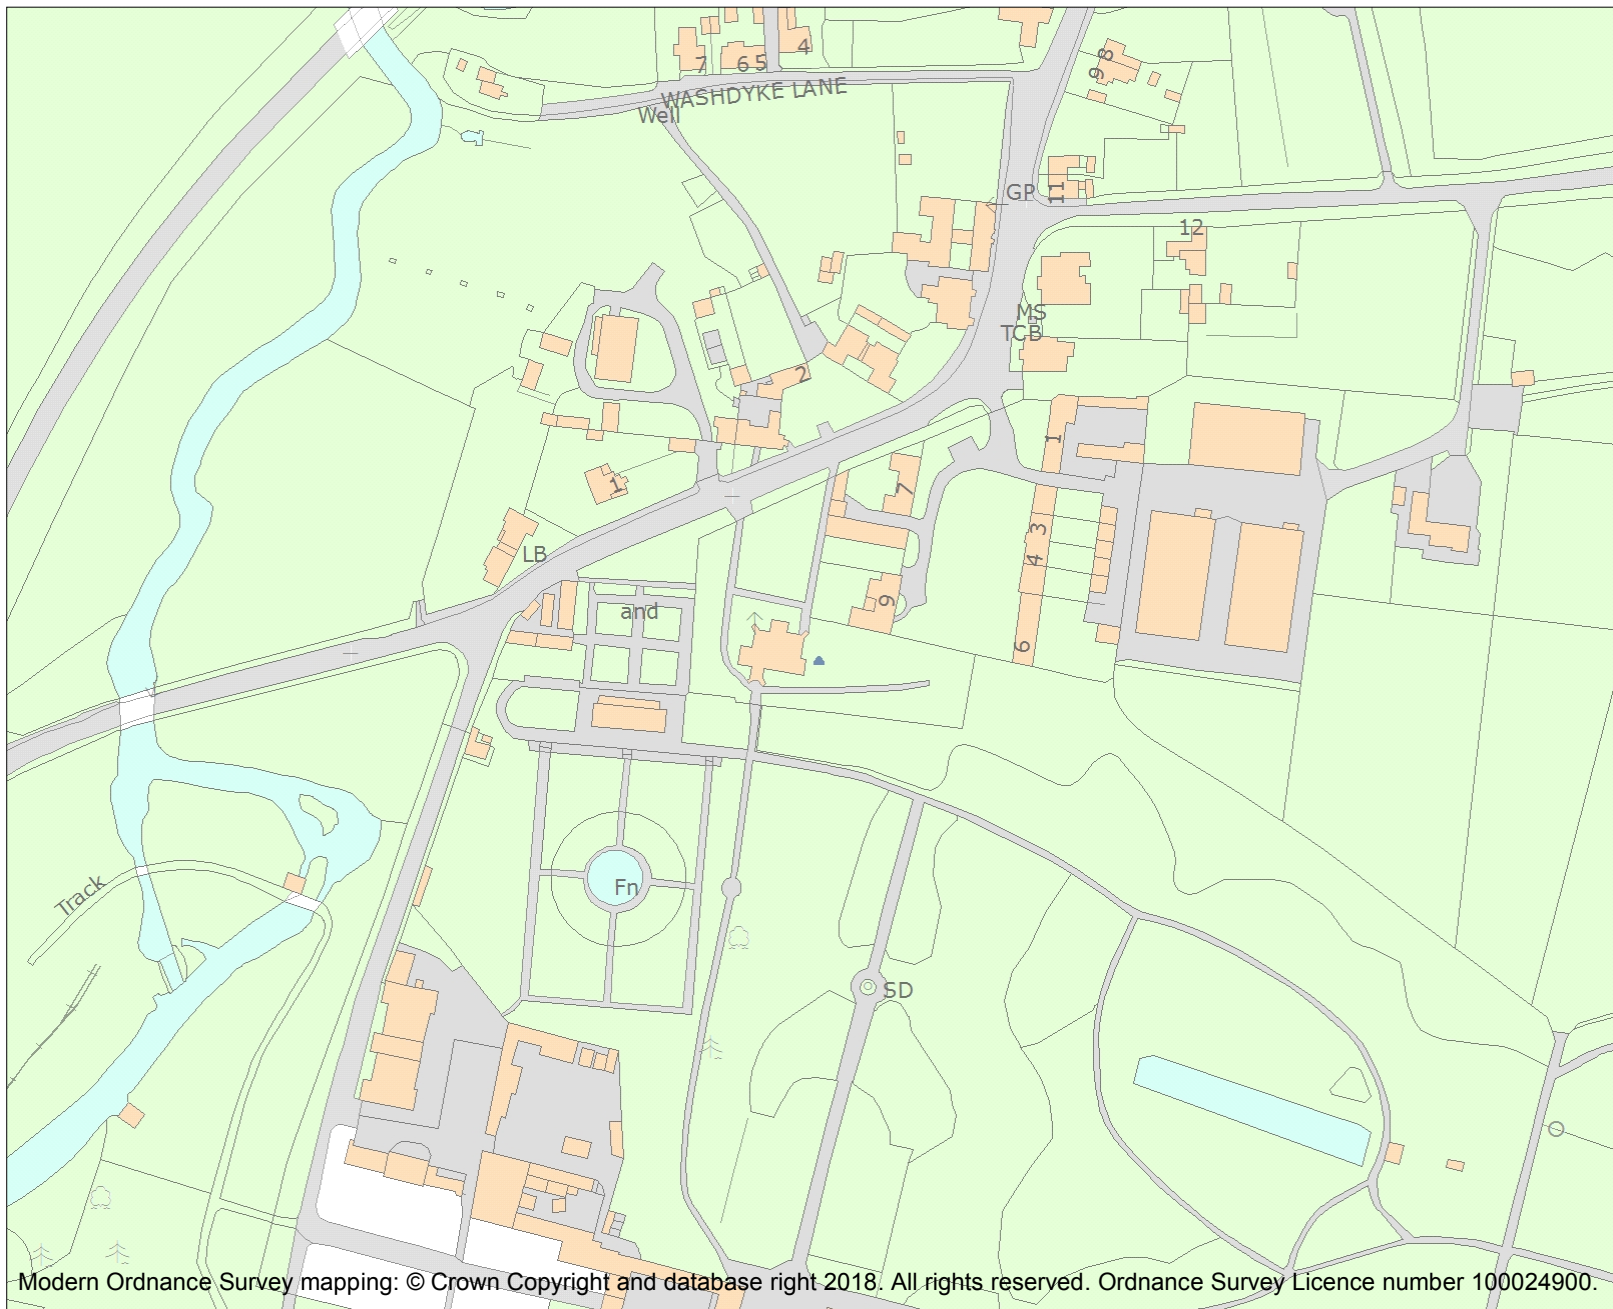 4
7
6 5
9 8
WASHDYKE LANE
Well
GP
11
12
MS
TCB
2
1
1
7
LB
3
4
and
9
6
Track
Fn
SD
Modern Ordnance Survey mapping: © Crown Copyright and database right 2018. All rights reserved. Ordnance Survey Licence number 100024900.